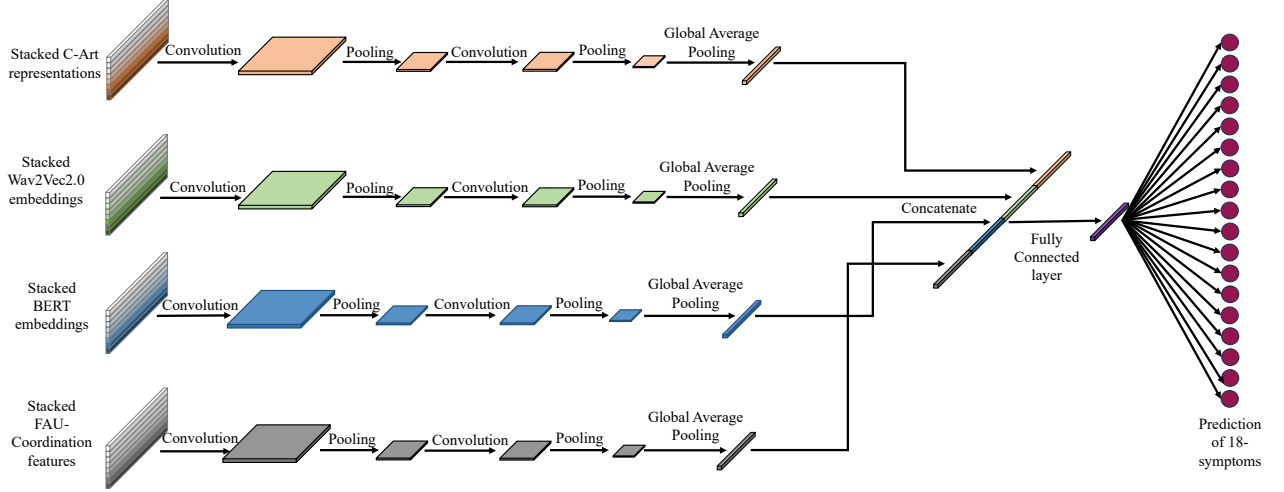 Stacked C-Art
representations
Convolution
Pooling
Convolution
Pooling
Global Average
Pooling
Stacked
Wav2Vec2.0
embeddings
Convolution
Pooling
Convolution
Pooling
Global Average
Pooling
Stacked
BERT
embeddings
Convolution
Pooling
Convolution
Pooling
Global Average
Pooling
Stacked
FAU-
Coordination
features
Convolution
Pooling
Convolution
Pooling
Global Average
Pooling
Concatenate
Fully
Connected
layer
Prediction
of 18-
symptoms